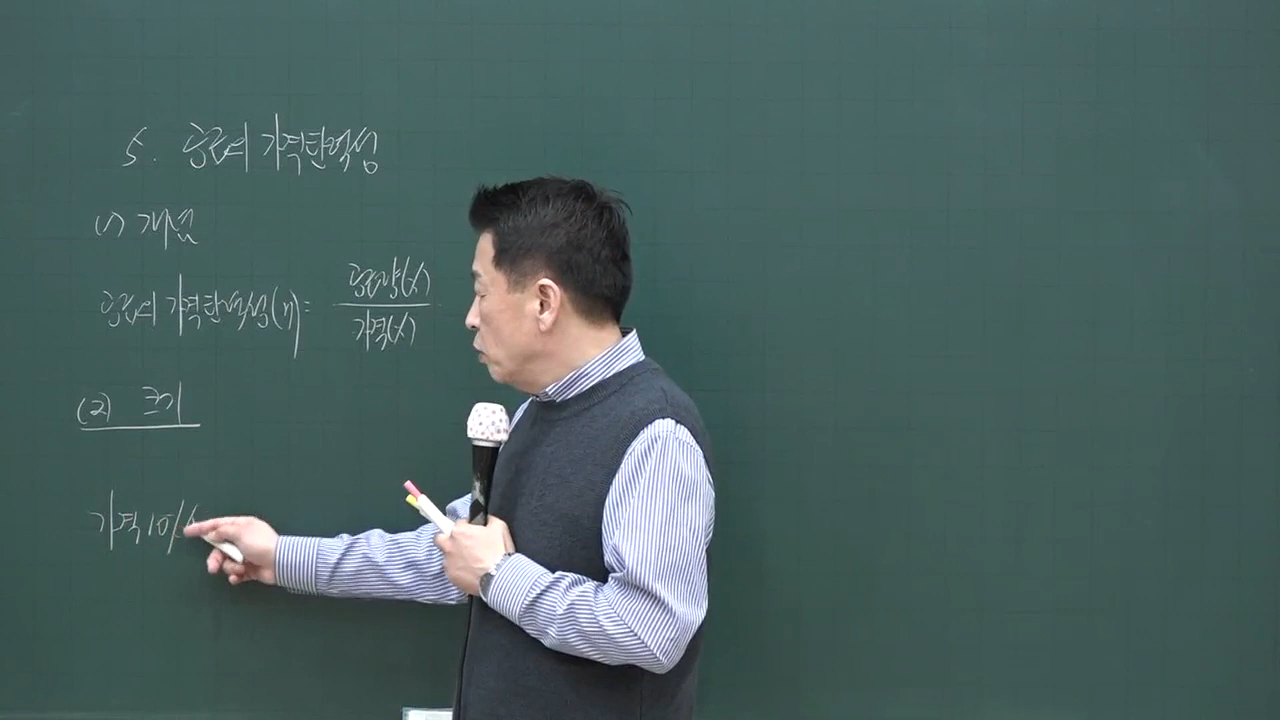 5. 공급의 가격탄력성
(1) 개념
공급의 가격탄력성(η)= 공급량(%) / 가격(%)
(2) 크기
가격 10%